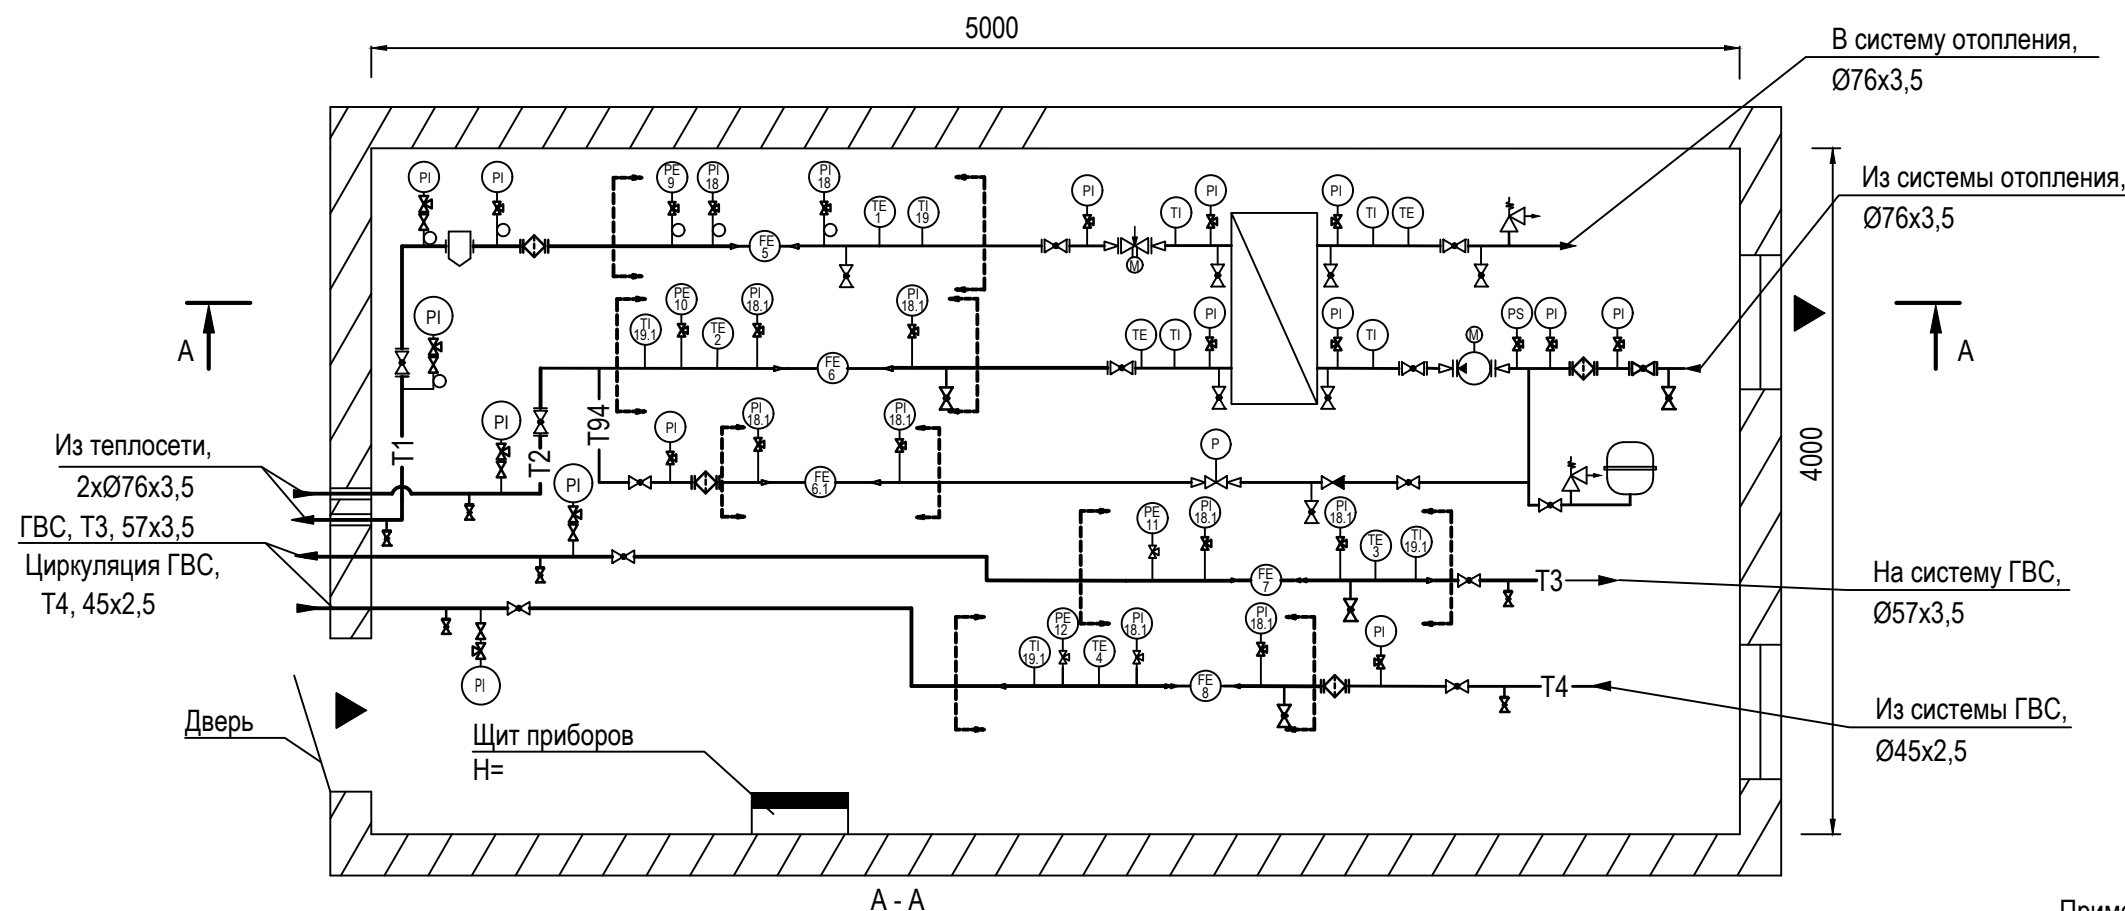 5000
В систему отопления,
Ø76х3,5
Из системы отопления,
Ø76х3,5
PI
PI
PE 9
PI 18
PI 18
TE 1
TI 19
FE 5
PI
TI
PI
M
PI
TI
TE
A
PI
TI 19.1
PE 10
TE 2
PI 18.1
FE 6
PI 18.1
TE
TI
PI
PI
TI
M
PS
PI
PI
A
4000
Из теплосети,
2хØ76х3,5
Т1
PI
Т2
Т94
PI
PI
PI 18.1
FE 6.1
PI 18.1
P
ГВС, Т3, 57х3,5
PE 11
PI 18.1
FE 7
PI 18.1
TE 3
TI 19.1
Т3
На систему ГВС,
Ø57х3,5
Циркуляция ГВС,
Т4, 45х2,5
PI
TI 19.1
PE 12
TE 4
PI 18.1
FE 8
PI 18.1
PI
Т4
Из системы ГВС,
Ø45х2,5
Дверь
Щит приборов
Н=
А - А